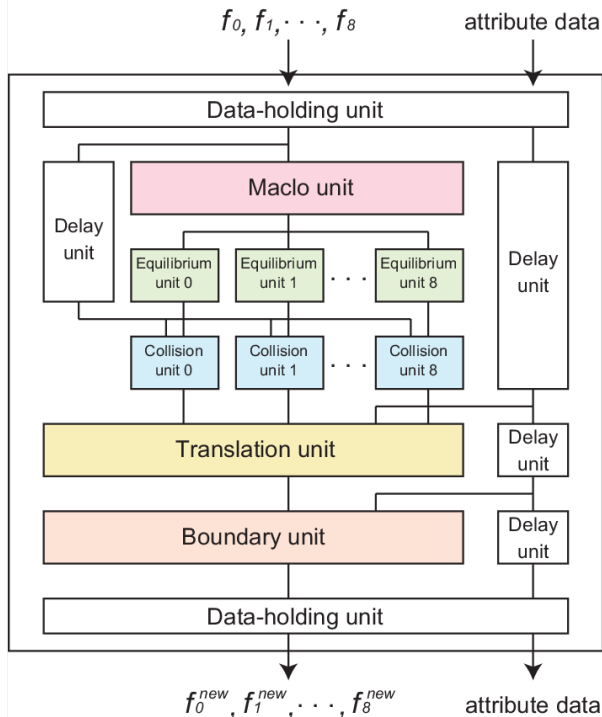 f0, f1, · · ·, f8 attribute data
Data-holding unit
Maclo unit
Delay unit
Delay unit
Equilibrium unit 0
Equilibrium unit 1
· · ·
Equilibrium unit 8
Collision unit 0
Collision unit 1
· · ·
Collision unit 8
Translation unit
Delay unit
Boundary unit
Delay unit
Data-holding unit
f0new, f1new, · · ·, f8new attribute data